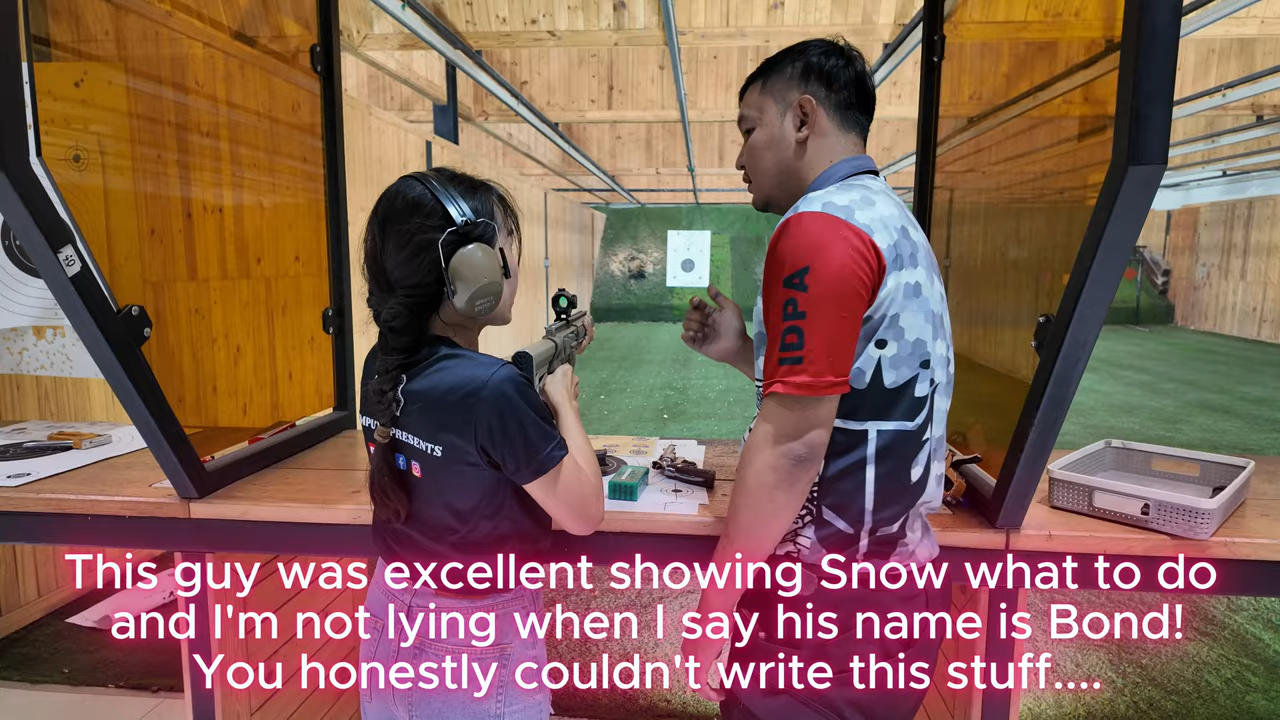 IDPA
MPUT PRESENTS
This guy was excellent showing Snow what to do
and I'm not lying when I say his name is Bond!
You honestly couldn't write this stuff....